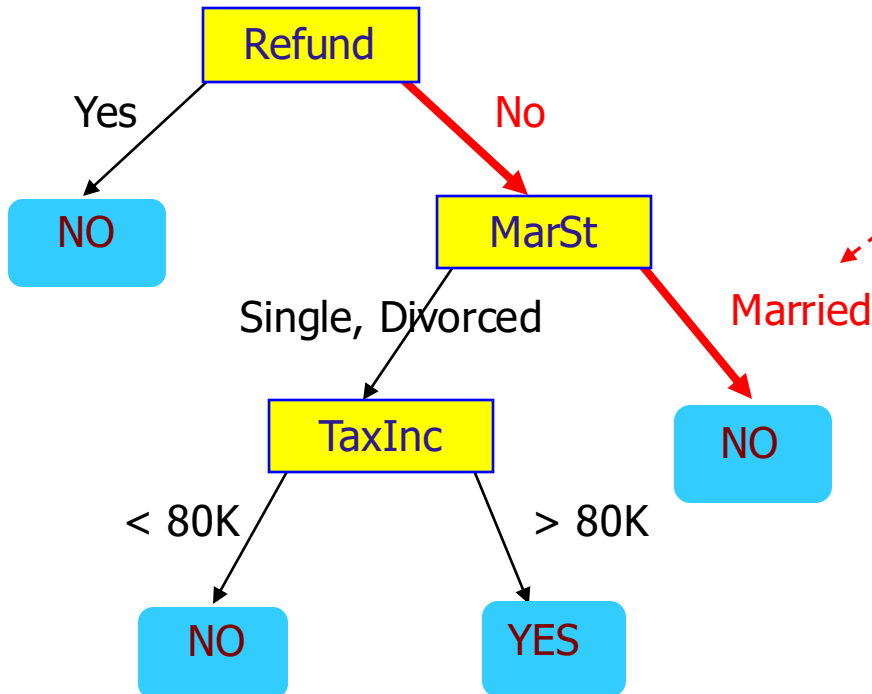 Refund
Yes
No
NO
MarSt
Single, Divorced
Married
TaxInc
NO
< 80K
> 80K
NO
YES